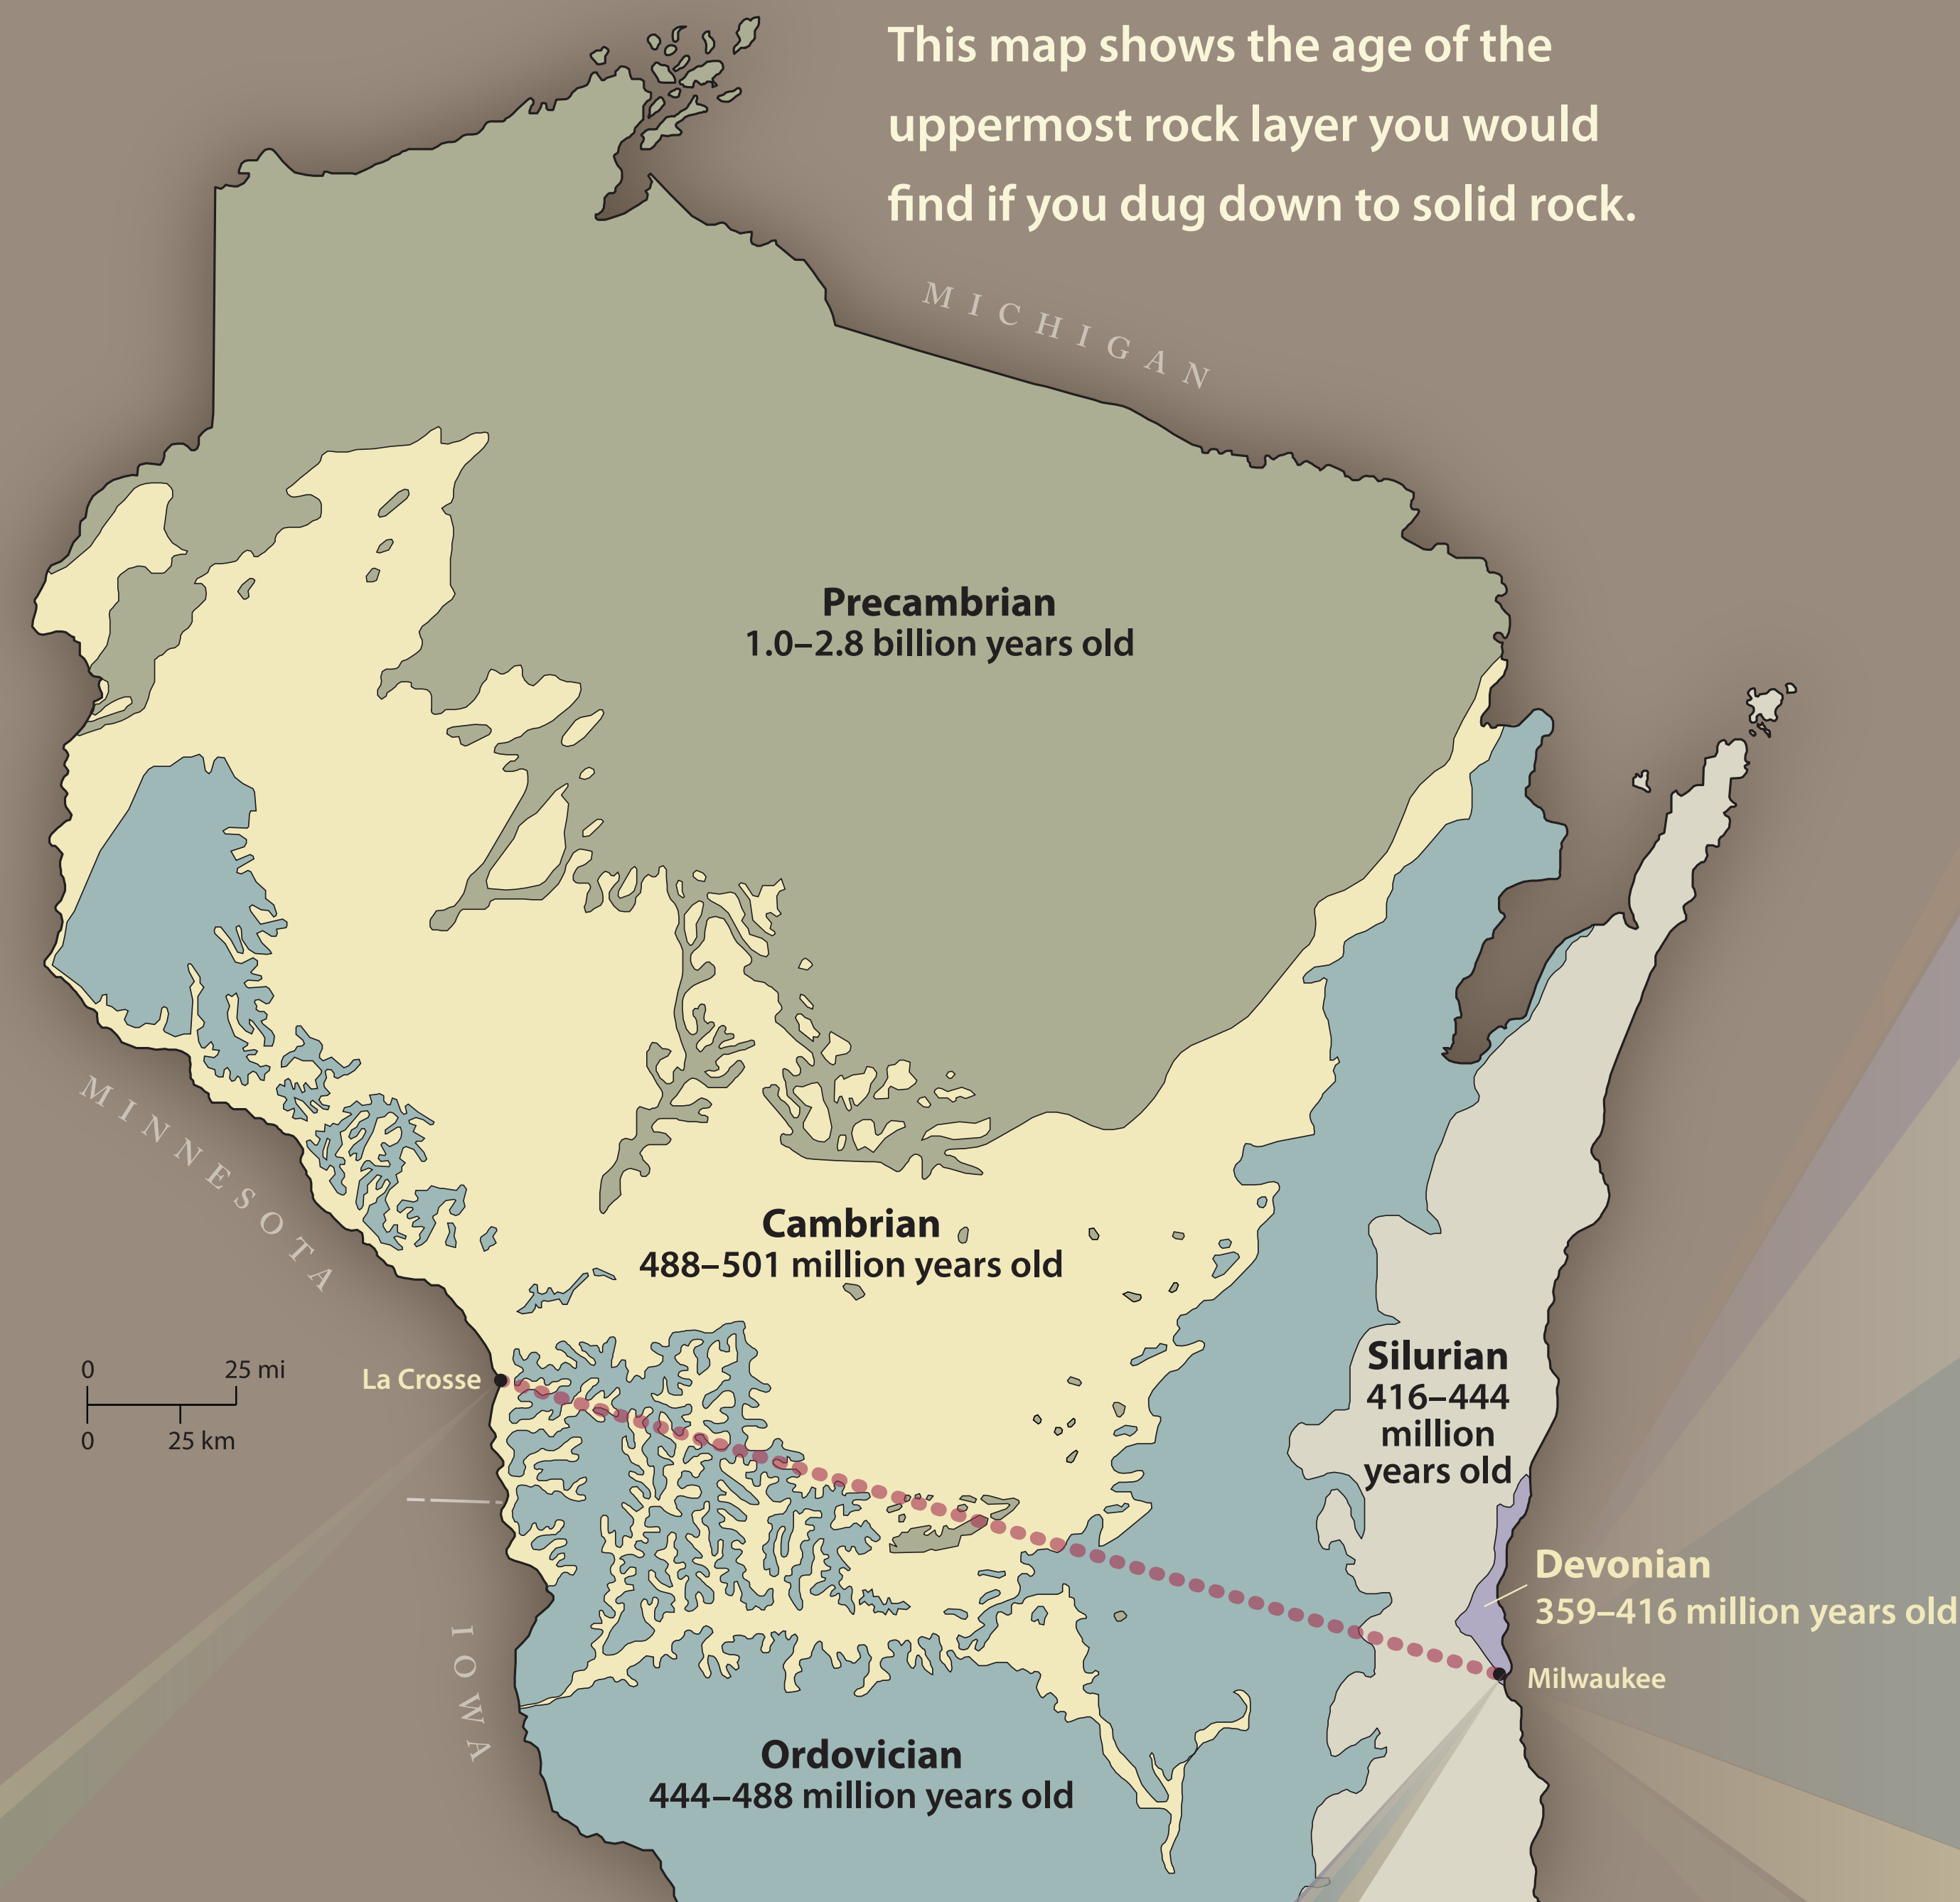 This map shows the age of the
uppermost rock layer you would
find if you dug down to solid rock.
MICHIGAN
Precambrian
1.0–2.8 billion years old
MINNESOTA
Cambrian
488–501 million years old
Silurian
416–444
million
years old
0 25 mi
0 25 km
La Crosse
Devonian
359–416 million years old
Milwaukee
IOWA
Ordovician
444–488 million years old